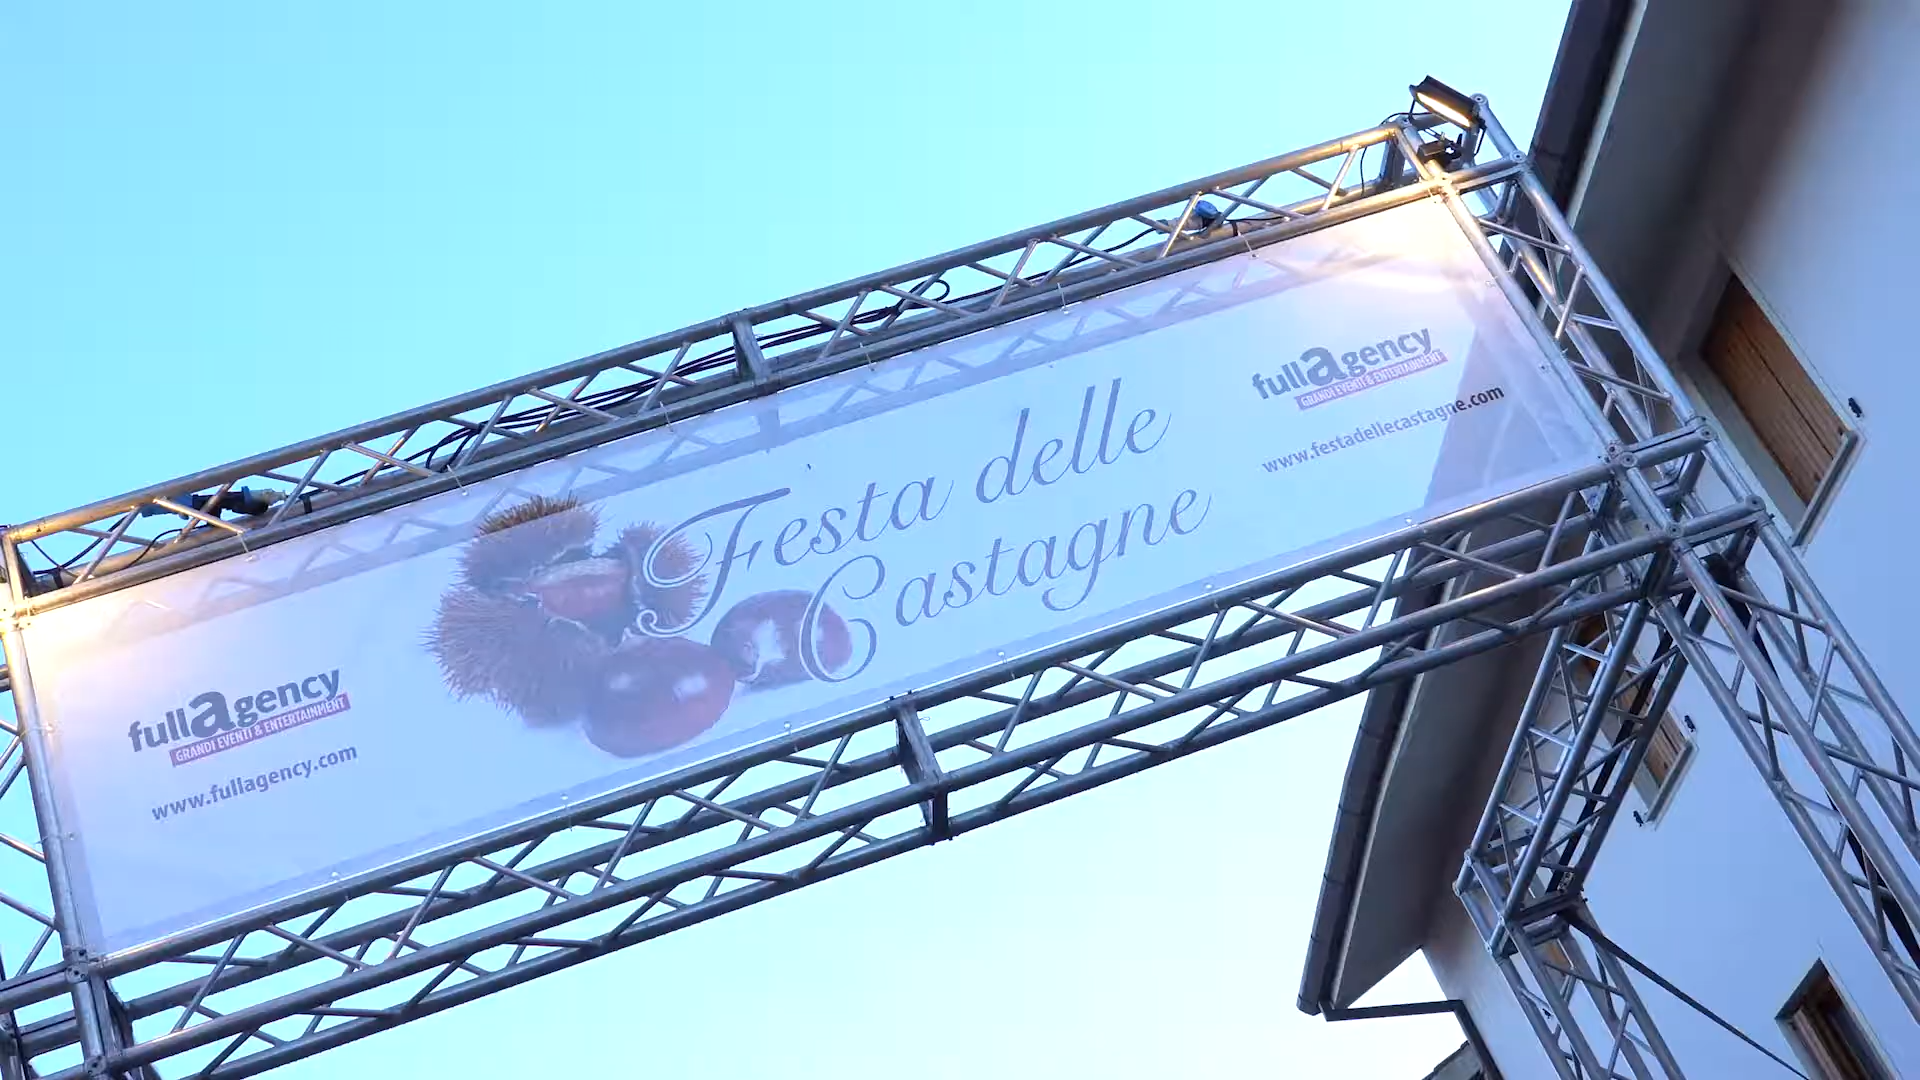 Festa delle
Castagne
fullagency
GRANDI EVENTI & ENTERTAINMENT
www.festadellecastagne.com
fullagency
GRANDI EVENTI & ENTERTAINMENT
www.fullagency.com